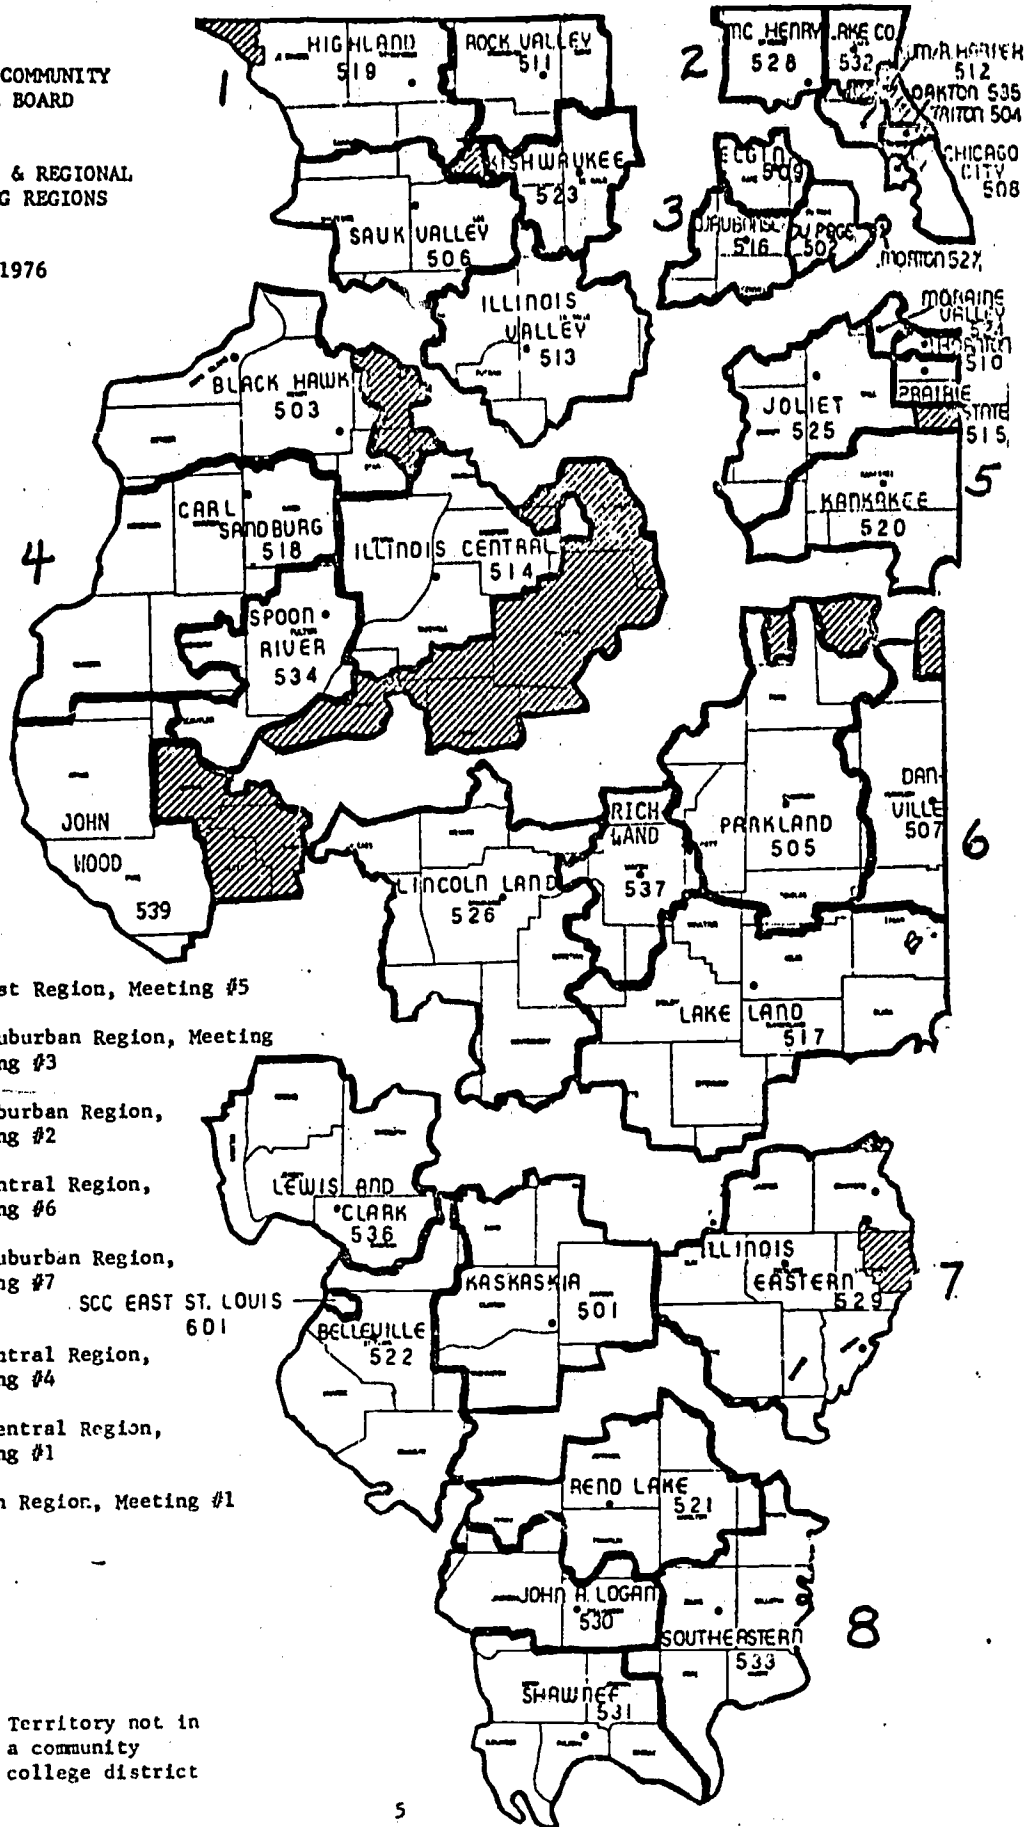 COMMUNITY
BOARD
& REGIONAL
G REGIONS
1976
1
HIGHLAND
519
ROCK VALLEY
511
KISHWAUKEE
523
SAUK VALLEY
506
ILLINOIS
VALLEY
513
2
MC HENRY
528
LAKE CO
532
512
OAKTON 535
TRITON 504
CHICAGO
CITY
508
3
ELGIN
509
516
DU PAGE
502
MORTON 527
MORAINE
VALLEY
524
THORNTON
510
JOLIET
525
PRAIRIE
STATE
515
KANKAKEE
520
5
BLACK HAWK
503
4
CARL
SANDBURG
518
ILLINOIS CENTRAL
514
SPOON
RIVER
534
JOHN
WOOD
539
RICH
LAND
537
LINCOLN LAND
526
PARKLAND
505
DAN-
VILLE
507
6
LAKE LAND
517
st Region, Meeting #5
uburban Region, Meeting
ng #3
burban Region,
ng #2
ntral Region,
ng #6
uburban Region,
ng #7
ntral Region,
ng #4
entral Region,
ng #1
n Region, Meeting #1
LEWIS AND
CLARK
536
SCC EAST ST. LOUIS
601
BELLEVILLE
522
KASKASKIA
501
ILLINOIS
EASTERN
529
7
REND LAKE
521
JOHN A. LOGAN
530
SOUTHEASTERN
533
8
SHAWNEE
531
Territory not in
a community
college district
5